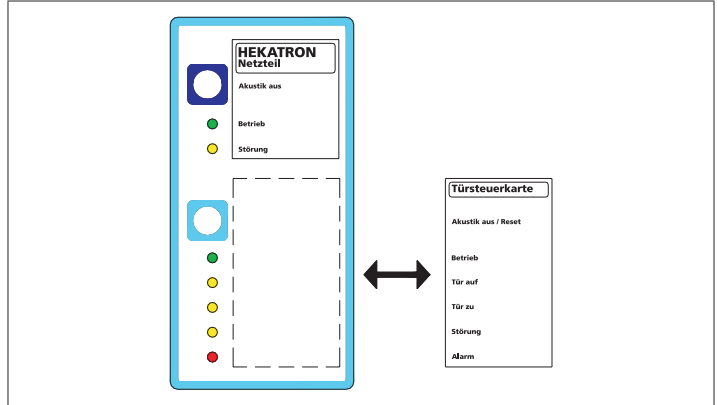 HEKATRON
Netzteil
Akustik aus
Betrieb
Störung
Türsteuerkarte
Akustik aus / Reset
Betrieb
Tür auf
Tür zu
Störung
Alarm